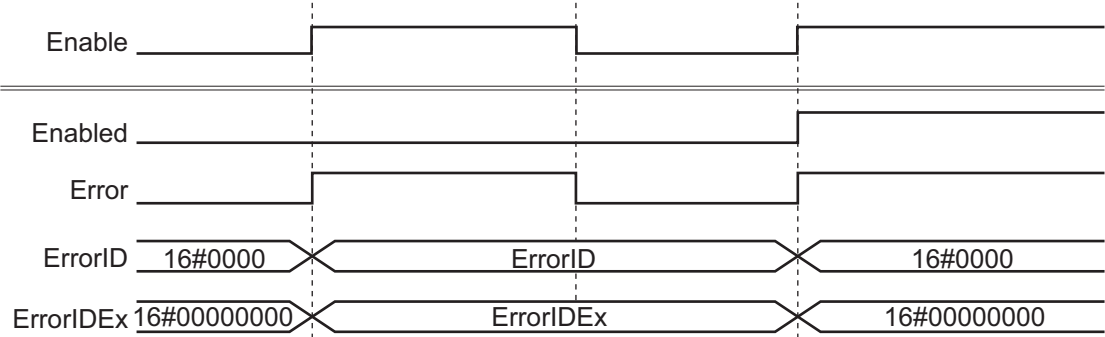 Enable
Enabled
Error
ErrorID 16#0000 ErrorID 16#0000
ErrorIDEx 16#00000000 ErrorIDEx 16#00000000